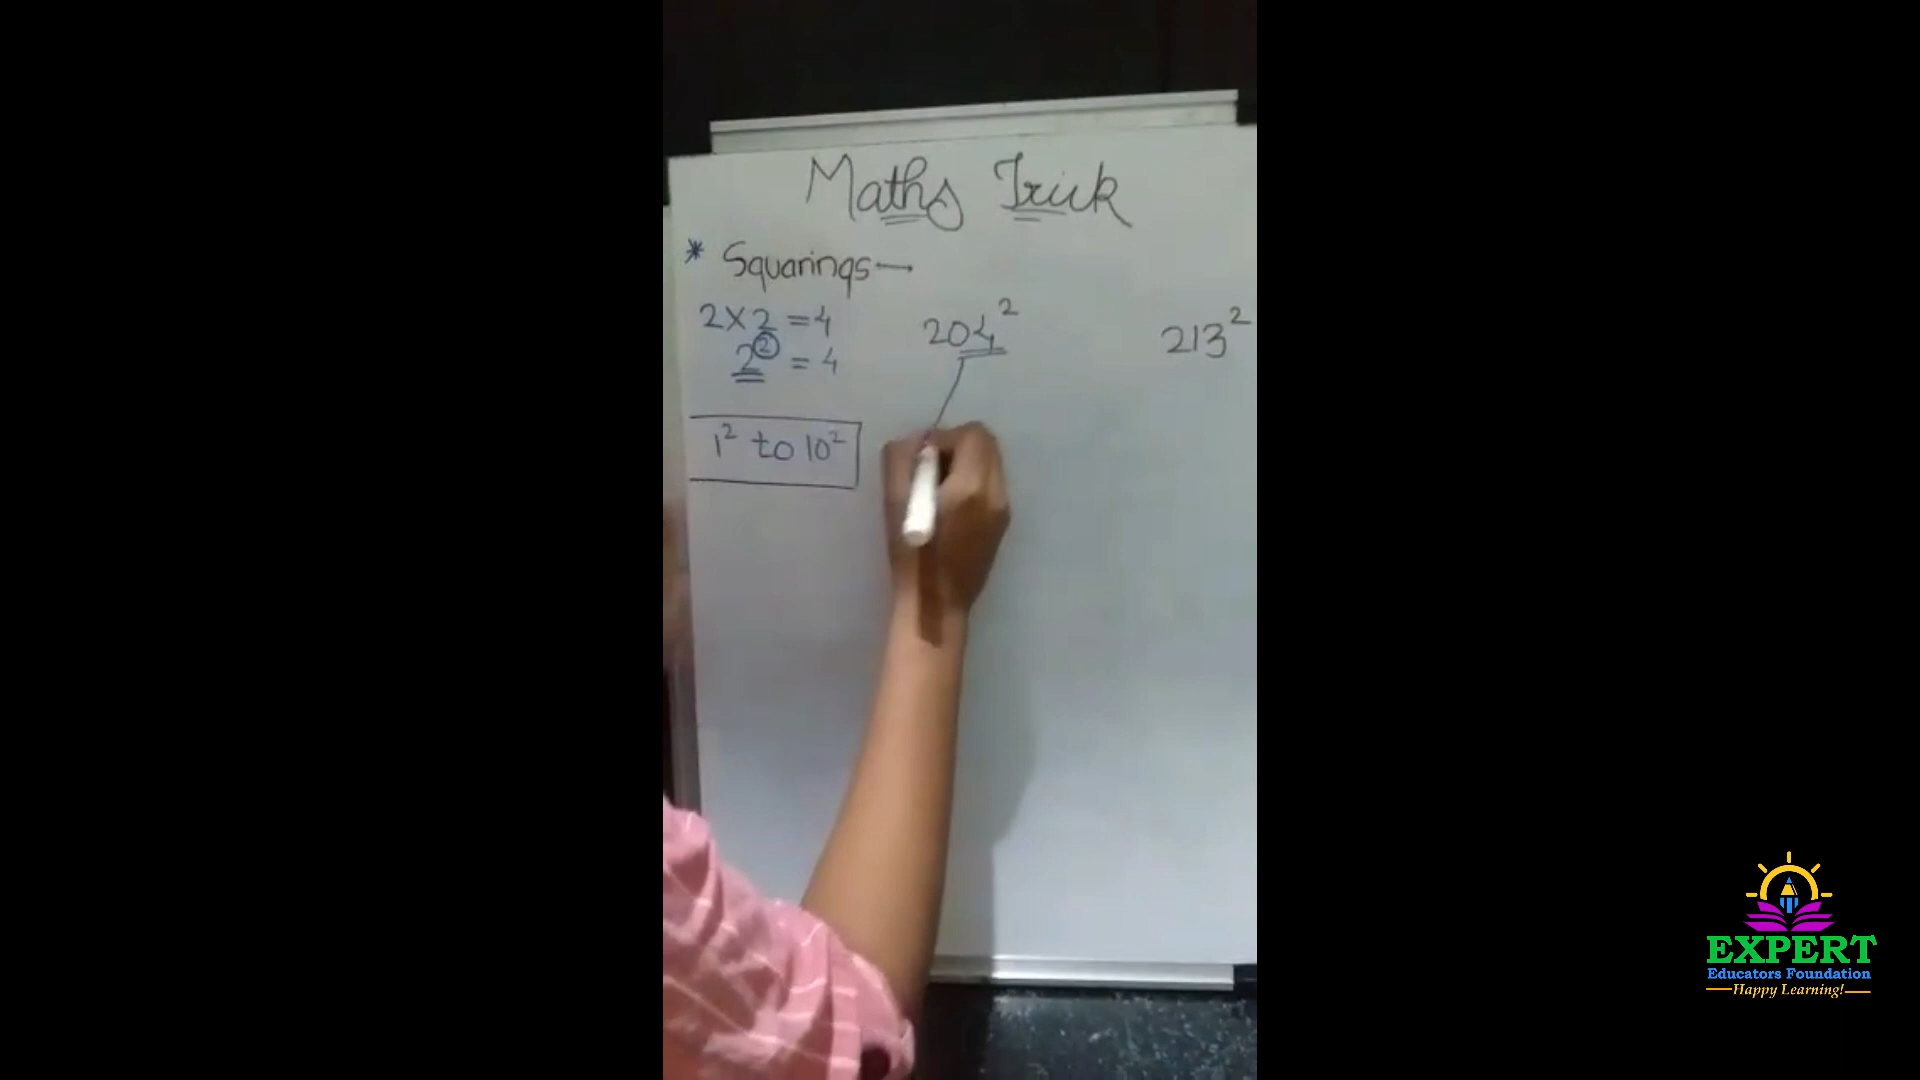 Maths Trick
* Squarings—
2×2 = 4
2² = 4
1² to 10²
204²
213²
EXPERT
Educators Foundation
Happy Learning!